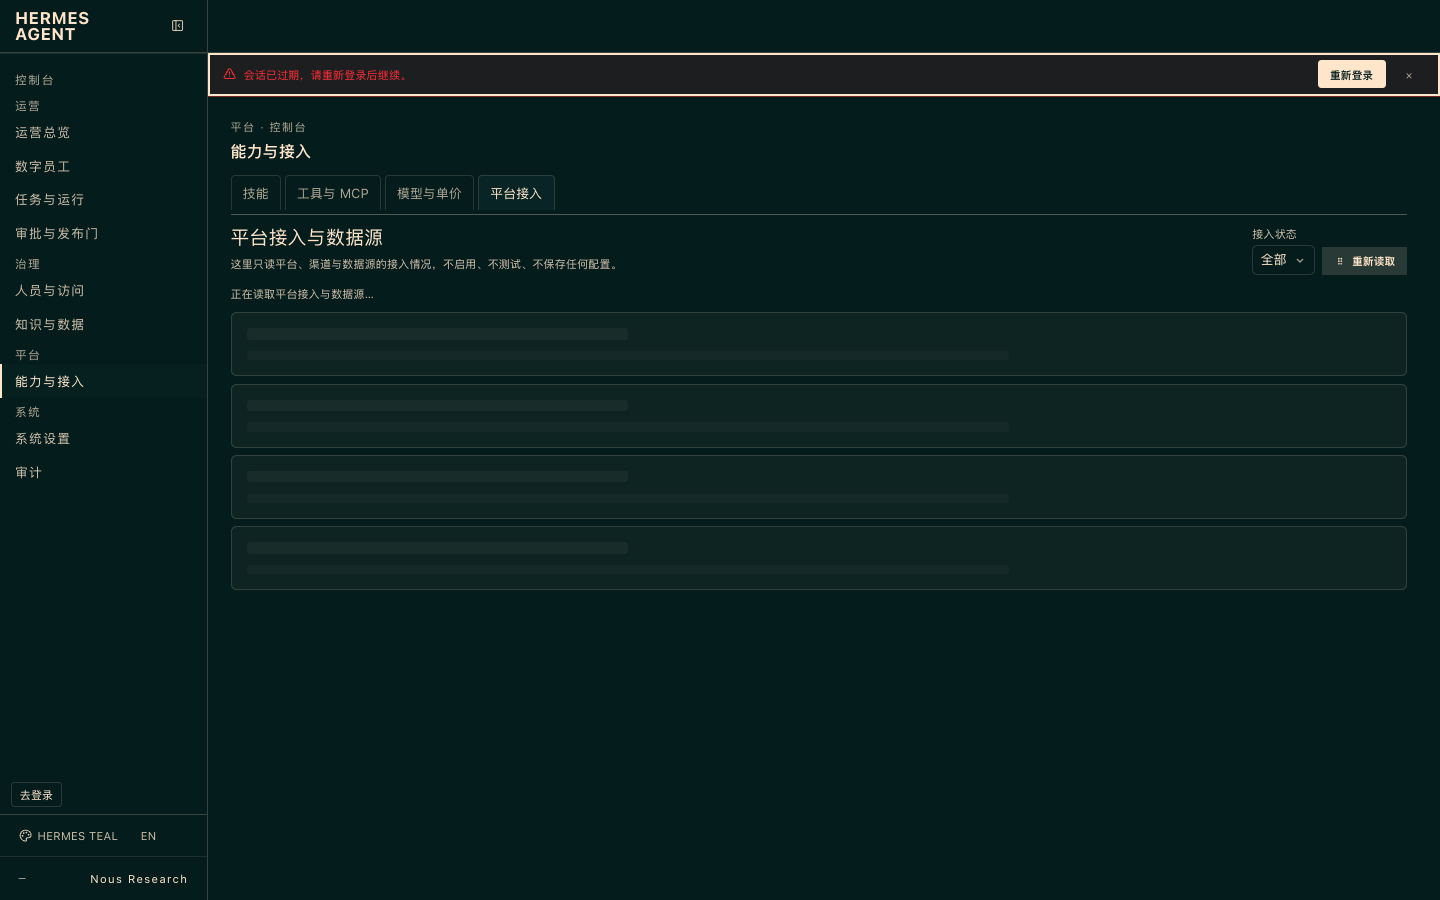 HERMES
AGENT
控制台
运营
运营总览
数字员工
任务与运行
审批与发布门
治理
人员与访问
知识与数据
平台
能力与接入
系统
系统设置
审计
去登录
HERMES TEAL EN
— Nous Research
会话已过期，请重新登录后继续。 重新登录 ×
平台 · 控制台
能力与接入
技能 工具与 MCP 模型与单价 平台接入
平台接入与数据源
这里只读平台、渠道与数据源的接入情况，不启用、不测试、不保存任何配置。
接入状态
全部 重新读取
正在读取平台接入与数据源...